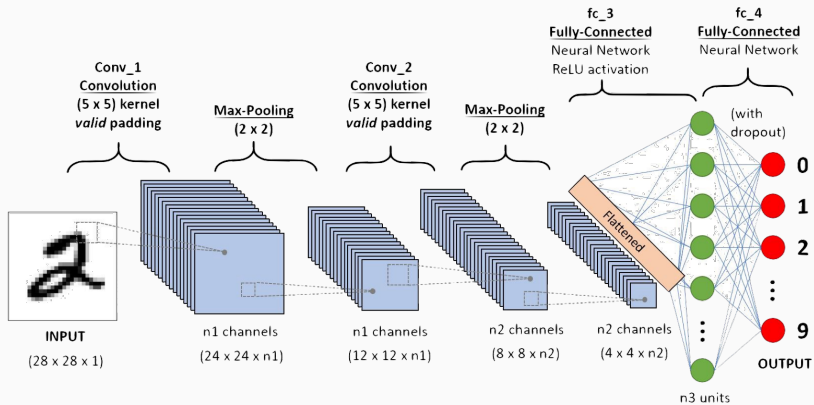 fc_3
Fully-Connected
Neural Network
ReLU activation
fc_4
Fully-Connected
Neural Network
Conv_1
Convolution
(5 x 5) kernel
valid padding
Max-Pooling
(2 x 2)
Conv_2
Convolution
(5 x 5) kernel
valid padding
Max-Pooling
(2 x 2)
(with
dropout)
Flattened
0
1
2
9
INPUT
(28 x 28 x 1)
n1 channels
(24 x 24 x n1)
n1 channels
(12 x 12 x n1)
n2 channels
(8 x 8 x n2)
n2 channels
(4 x 4 x n2)
OUTPUT
n3 units
2